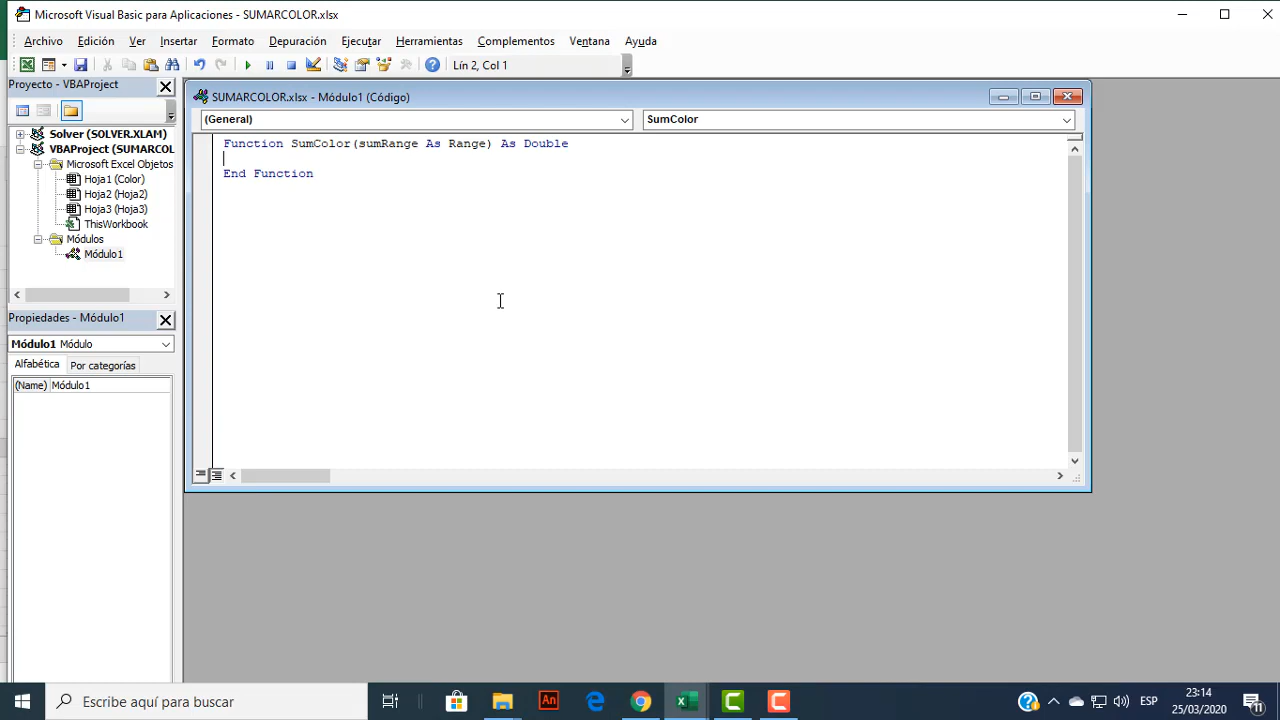 Microsoft Visual Basic para Aplicaciones - SUMARCOLOR.xlsx
Archivo Edición Ver Insertar Formato Depuración Ejecutar Herramientas Complementos Ventana Ayuda
Lín 2, Col 1
Proyecto - VBAProject
Solver (SOLVER.XLAM)
VBAProject (SUMARCOL
Microsoft Excel Objetos
Hoja1 (Color)
Hoja2 (Hoja2)
Hoja3 (Hoja3)
ThisWorkbook
Módulos
Módulo1
Propiedades - Módulo1
Módulo1 Módulo
Alfabética Por categorías
(Name) Módulo1
SUMARCOLOR.xlsx - Módulo1 (Código)
(General) SumColor
Function SumColor(sumRange As Range) As Double
End Function
Escribe aquí para buscar
An
ESP
23:14
25/03/2020
11